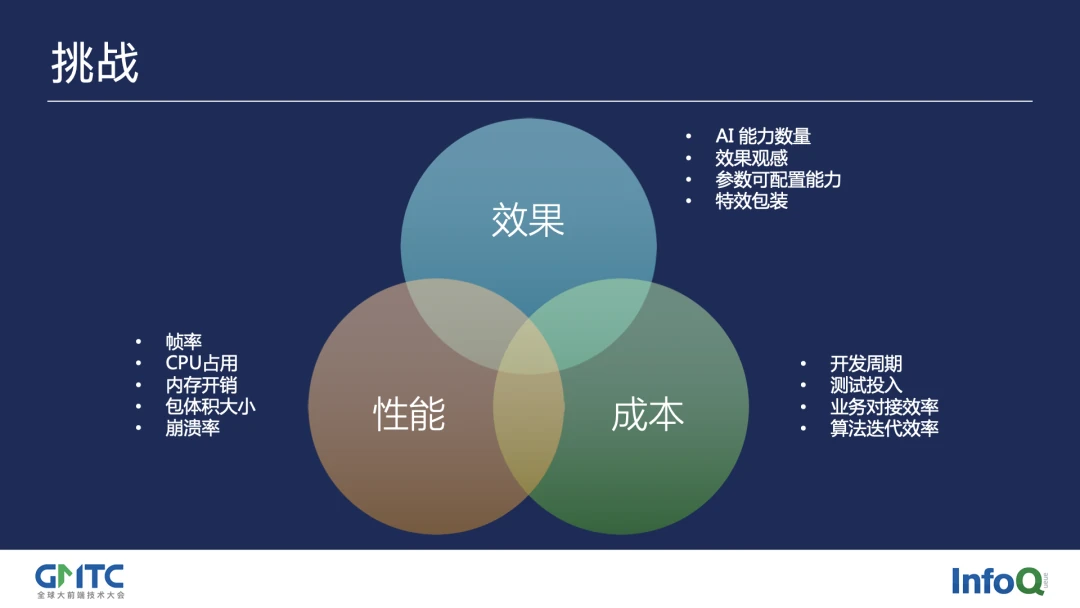 挑战
效果
• AI 能力数量
• 效果观感
• 参数可配置能力
• 特效包装
• 帧率
• CPU占用
• 内存开销
• 包体积大小
• 崩溃率
性能
成本
• 开发周期
• 测试投入
• 业务对接效率
• 算法迭代效率
GMTC
全球大前端技术大会
InfoQ